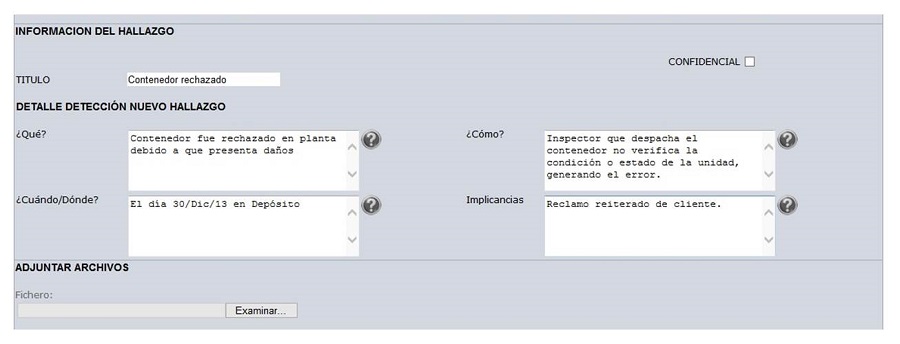 INFORMACION DEL HALLAZGO
CONFIDENCIAL
TITULO
Contenedor rechazado
DETALLE DETECCIÓN NUEVO HALLAZGO
¿Qué?
Contenedor fue rechazado en planta
debido a que presenta daños
¿Cómo?
Inspector que despacha el
contenedor no verifica la
condición o estado de la unidad,
generando el error.
¿Cuándo/Dónde?
El día 30/Dic/13 en Depósito
Implicancias
Reclamo reiterado de cliente.
ADJUNTAR ARCHIVOS
Fichero:
Examinar...